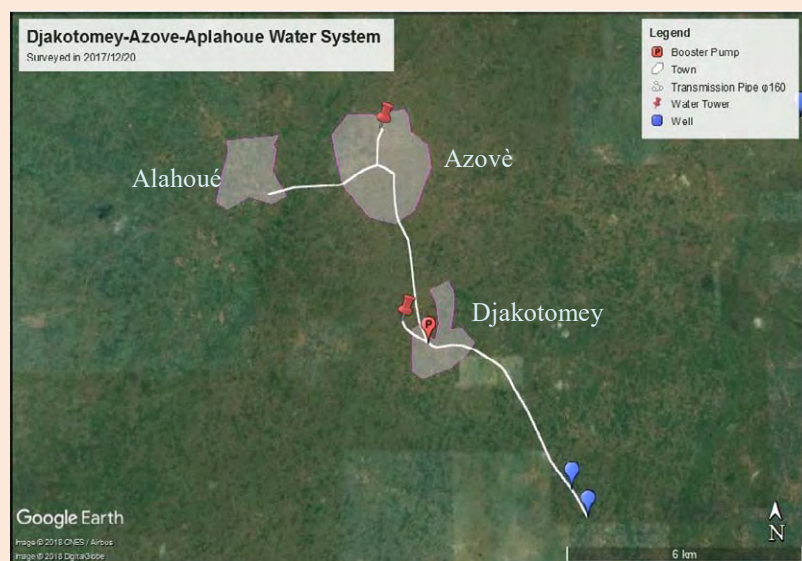 Djakotomey-Azove-Aplahoue Water System
Surveyed in 2017/12/20
Legend
P Booster Pump
Town
Transmission Pipe φ160
Water Tower
Well
Alahoué
Azovè
Djakotomey
P
Google Earth
Image © 2018 CNES / Airbus
Image © 2018 DigitalGlobe
N
6 km